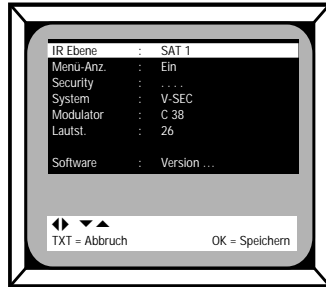 IR Ebene : SAT 1
Menü-Anz. : Ein
Security : . . . .
System : V-SEC
Modulator : C 38
Lautst. : 26
Software : Version ...
TXT = Abbruch OK = Speichern